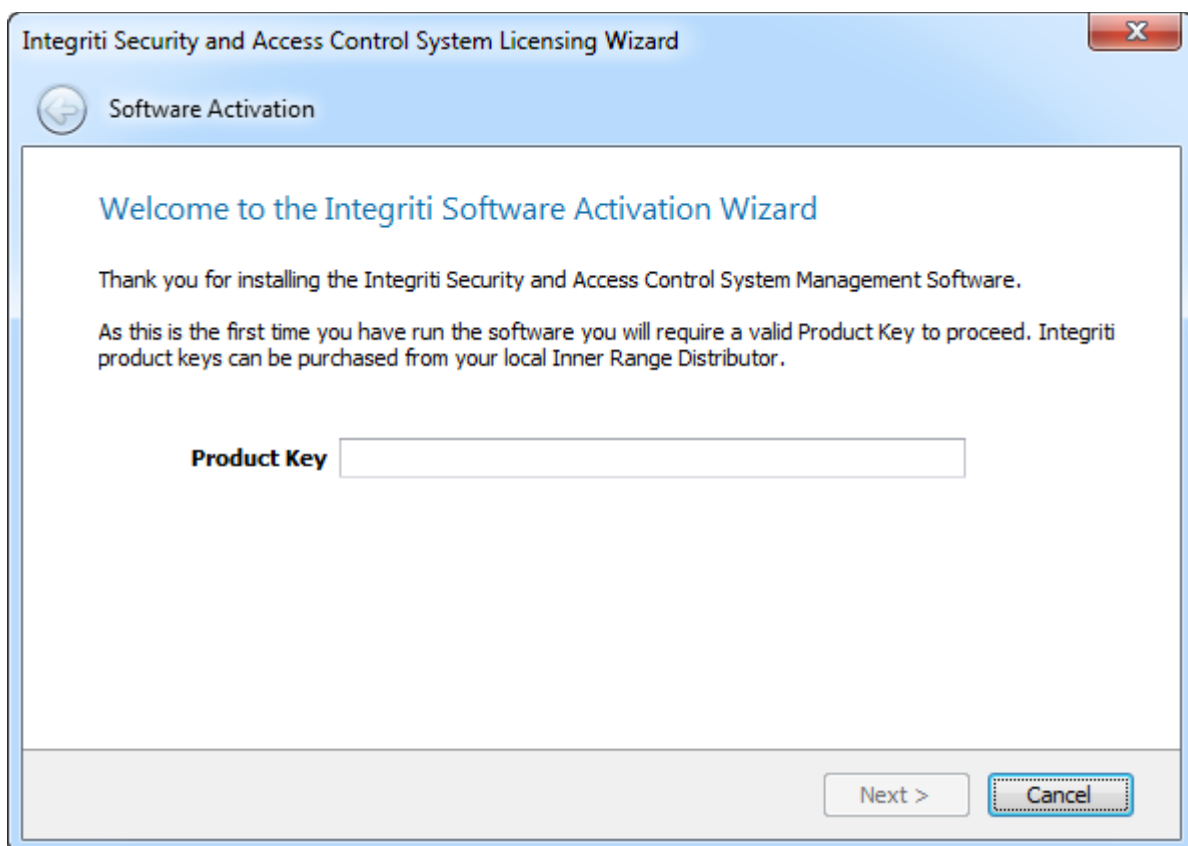 Integriti Security and Access Control System Licensing Wizard
Software Activation
Welcome to the Integriti Software Activation Wizard
Thank you for installing the Integriti Security and Access Control System Management Software.
As this is the first time you have run the software you will require a valid Product Key to proceed. Integriti
product keys can be purchased from your local Inner Range Distributor.
Product Key
Next >
Cancel